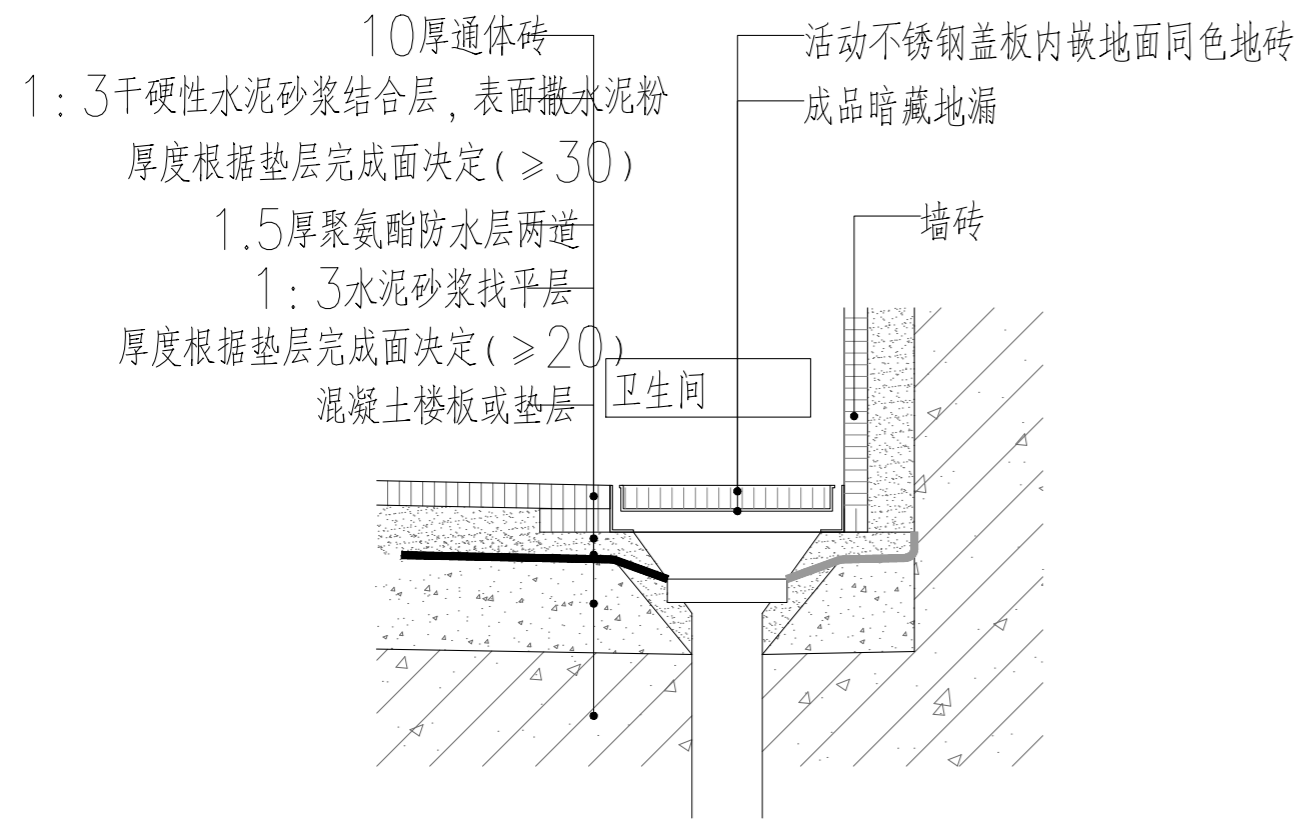 10厚通体砖
1:3干硬性水泥砂浆结合层,表面撒水泥粉
厚度根据垫层完成面决定(≥30)
1.5厚聚氨酯防水层两道
1:3水泥砂浆找平层
厚度根据垫层完成面决定(≥20)
混凝土楼板或垫层
卫生间
活动不锈钢盖板内嵌地面同色地砖
成品暗藏地漏
墙砖